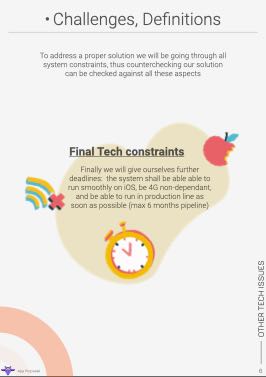 • Challenges, Definitions
To address a proper solution we will be going through all
system constraints, thus counterchecking our solution
can be checked against all these aspects
Final Tech constraints
Finally we will give ourselves further
deadlines: the system shall be able able to
run smoothly on iOS, be 4G non-dependant,
and be able to run in production line as
soon as possible (max 6 months pipeline)
OTHER TECH ISSUES
6